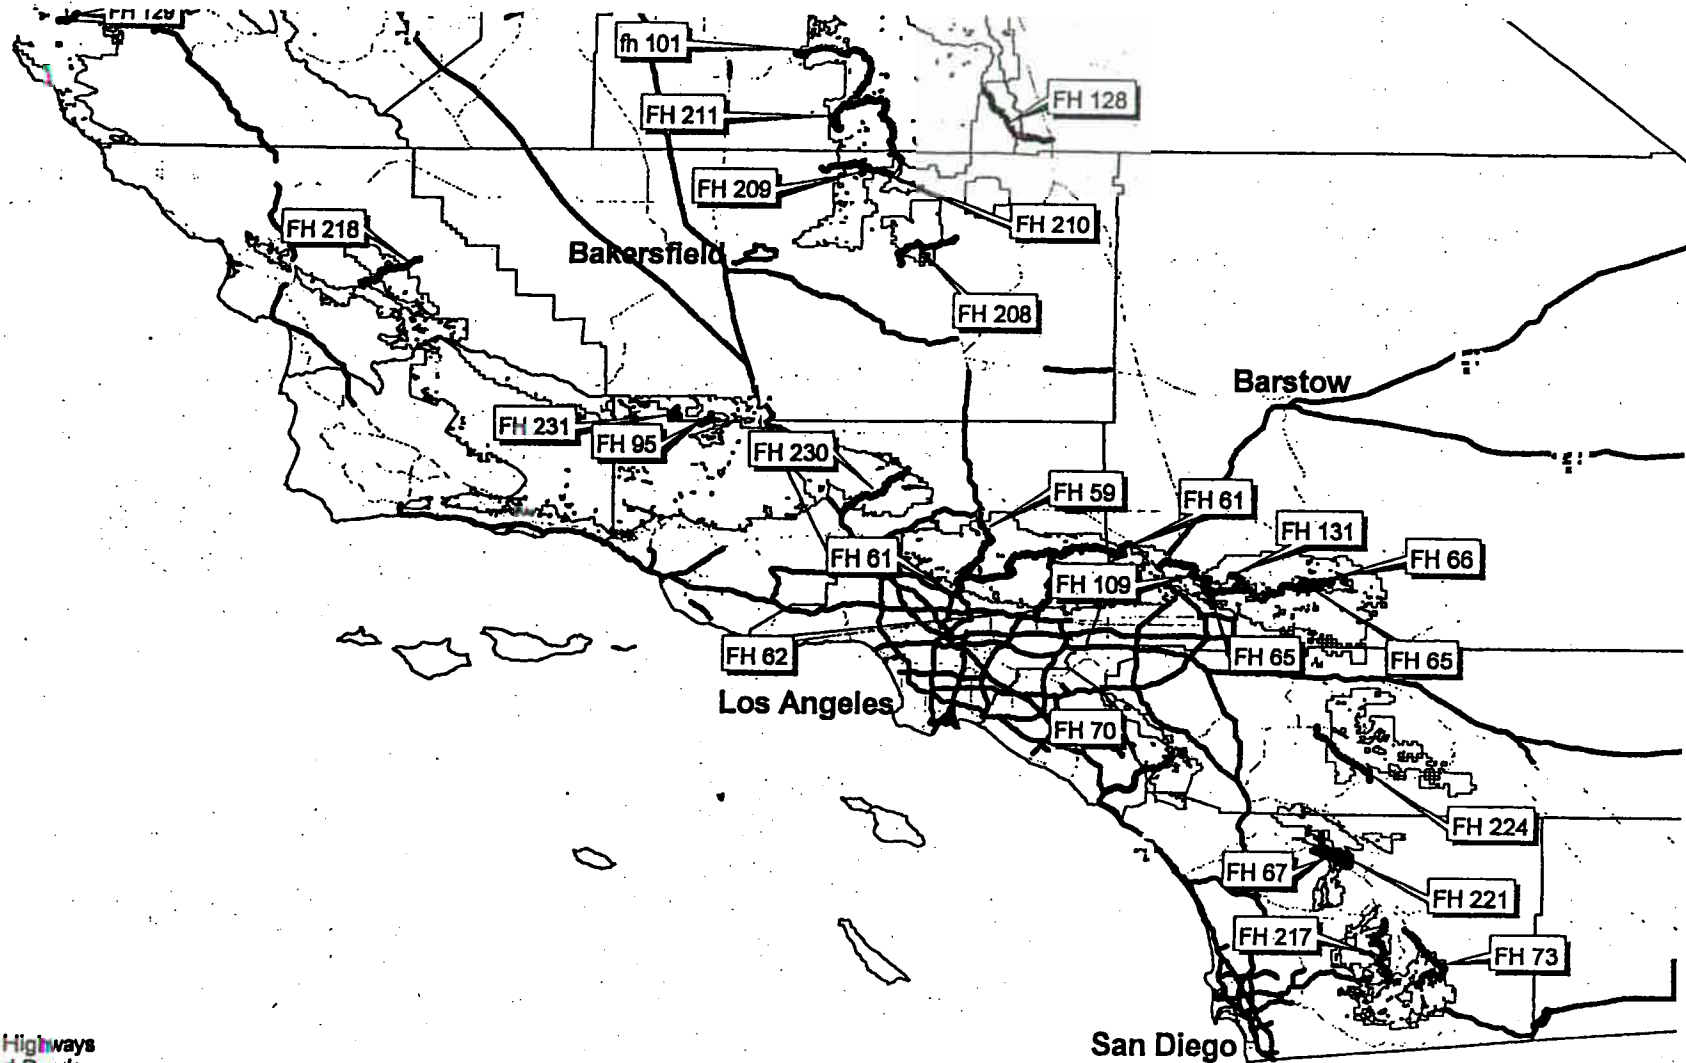 FH 129
fh 101
FH 128
FH 211
FH 209
FH 210
FH 218
Bakersfield
FH 208
Barstow
FH 231
FH 95
FH 230
FH 59
FH 61
FH 131
FH 61
FH 109
FH 66
FH 62
FH 65
FH 65
Los Angeles
FH 70
FH 224
FH 67
FH 221
FH 217
FH 73
San Diego
Highways